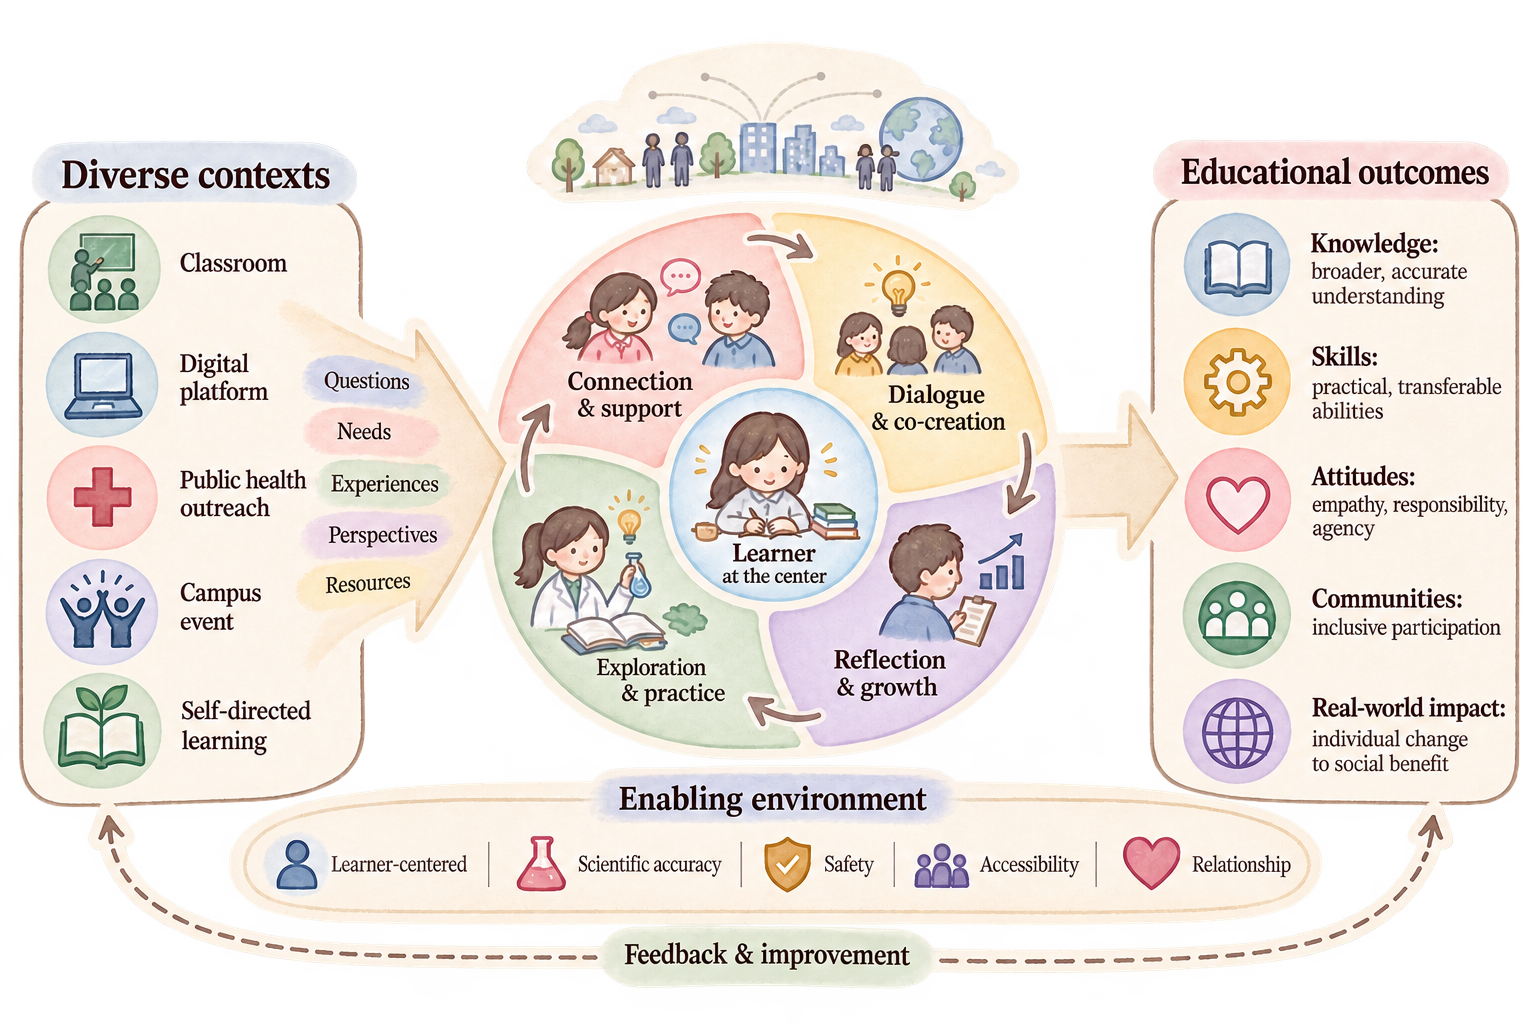 Diverse contexts
Classroom
Digital
platform
Public health
outreach
Campus
event
Self-directed
learning
Questions
Needs
Experiences
Perspectives
Resources
Connection
& support
Dialogue
& co-creation
Learner
at the center
Exploration
& practice
Reflection
& growth
Educational outcomes
Knowledge:
broader, accurate
understanding
Skills:
practical, transferable
abilities
Attitudes:
empathy, responsibility,
agency
Communities:
inclusive participation
Real-world impact:
individual change
to social benefit
Enabling environment
Learner-centered
Scientific accuracy
Safety
Accessibility
Relationship
Feedback & improvement